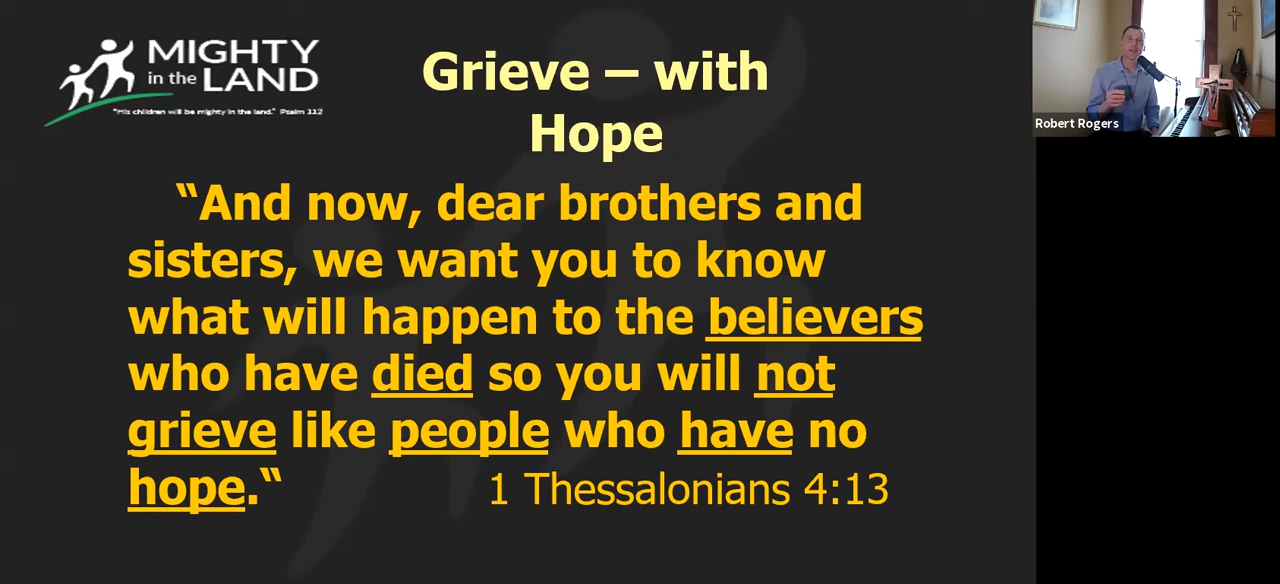 MIGHTY
in the LAND
"His children will be mighty in the land." Psalm 112
Grieve – with
Hope
“And now, dear brothers and
sisters, we want you to know
what will happen to the believers
who have died so you will not
grieve like people who have no
hope.“ 1 Thessalonians 4:13
Robert Rogers